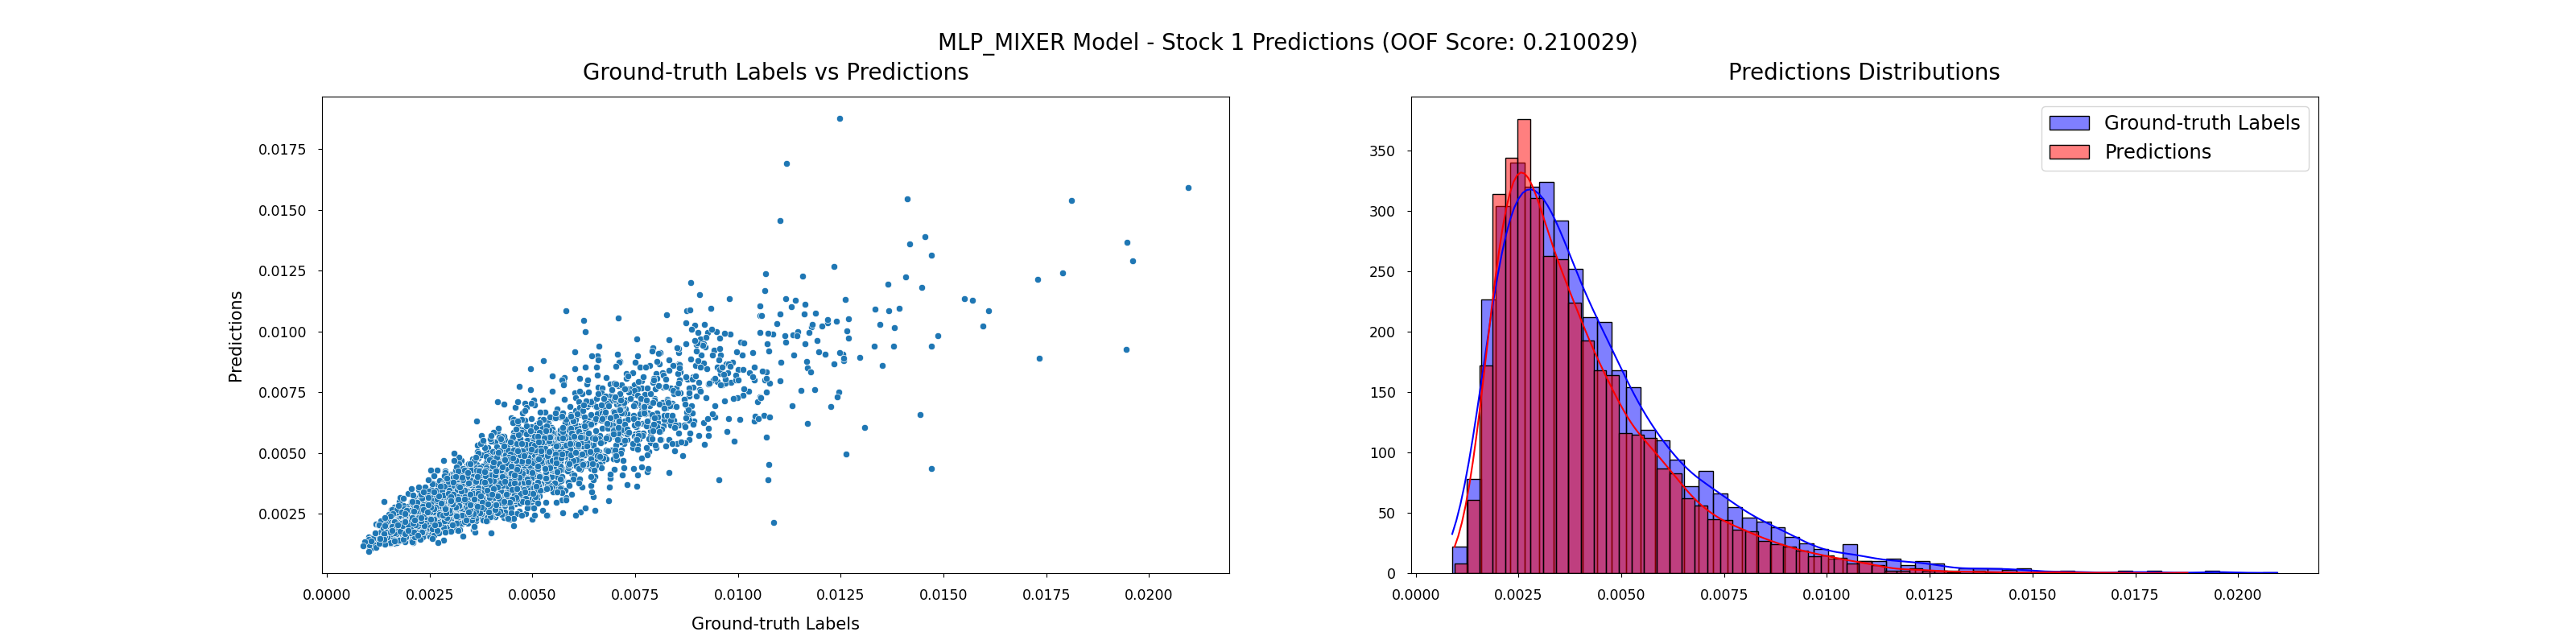 MLP_MIXER Model - Stock 1 Predictions (OOF Score: 0.210029)
Ground-truth Labels vs Predictions
0.0175
0.0150
0.0125
0.0100
0.0075
0.0050
0.0025
Predictions
0.0000 0.0025 0.0050 0.0075 0.0100 0.0125 0.0150 0.0175 0.0200
Ground-truth Labels
Predictions Distributions
Ground-truth Labels
Predictions
350
300
250
200
150
100
50
0
0.0000 0.0025 0.0050 0.0075 0.0100 0.0125 0.0150 0.0175 0.0200